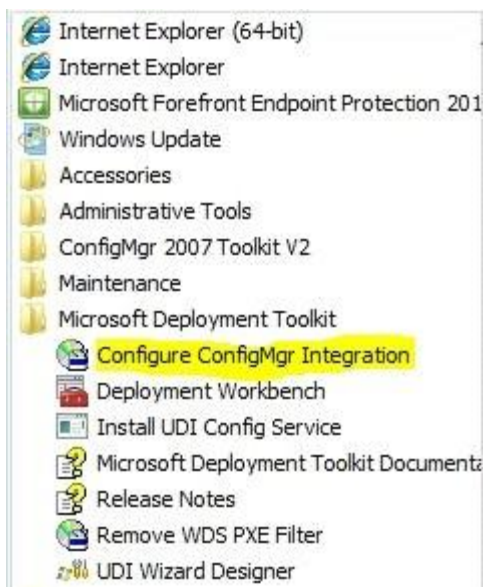 Internet Explorer (64-bit)
Internet Explorer
Microsoft Forefront Endpoint Protection 201
Windows Update
Accessories
Administrative Tools
ConfigMgr 2007 Toolkit V2
Maintenance
Microsoft Deployment Toolkit
Configure ConfigMgr Integration
Deployment Workbench
Install UDI Config Service
Microsoft Deployment Toolkit Documenta
Release Notes
Remove WDS PXE Filter
UDI Wizard Designer